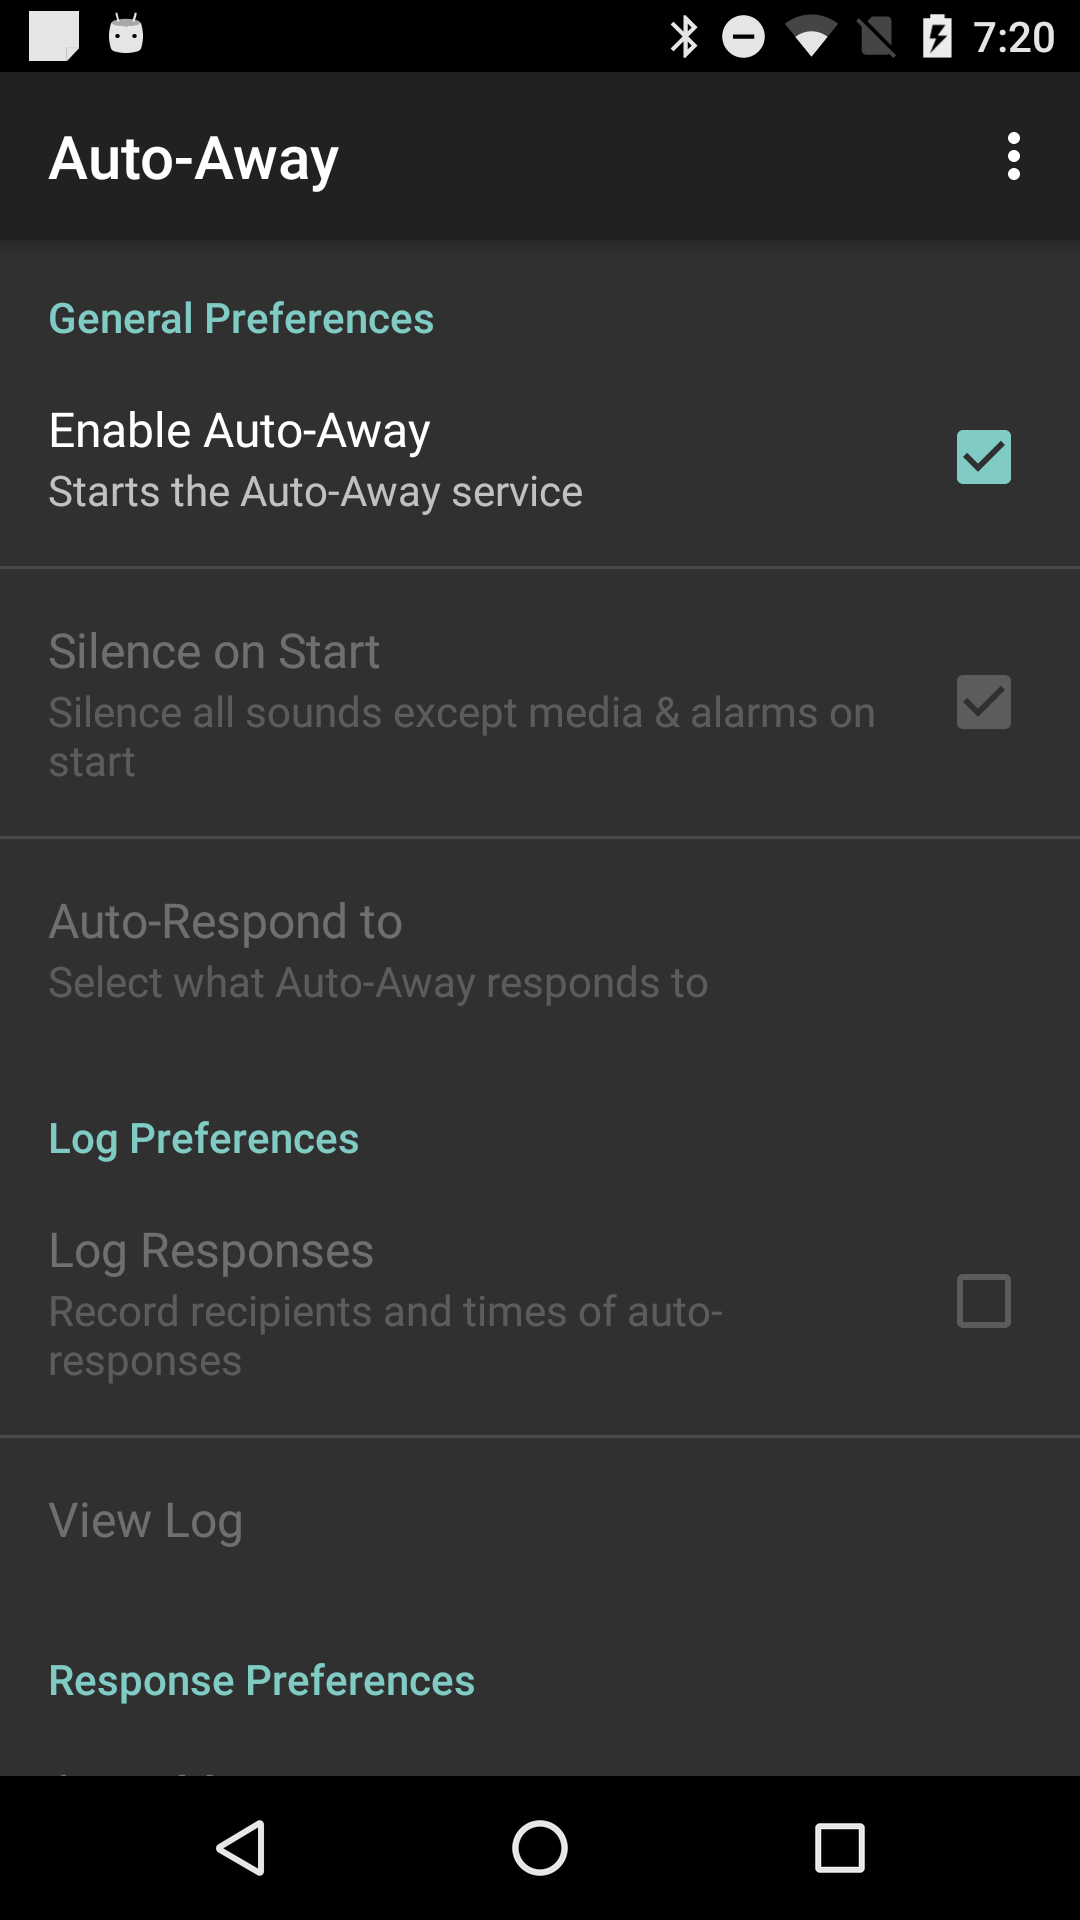 7:20
Auto-Away
General Preferences
Enable Auto-Away
Starts the Auto-Away service
Silence on Start
Silence all sounds except media & alarms on
start
Auto-Respond to
Select what Auto-Away responds to
Log Preferences
Log Responses
Record recipients and times of auto-
responses
View Log
Response Preferences